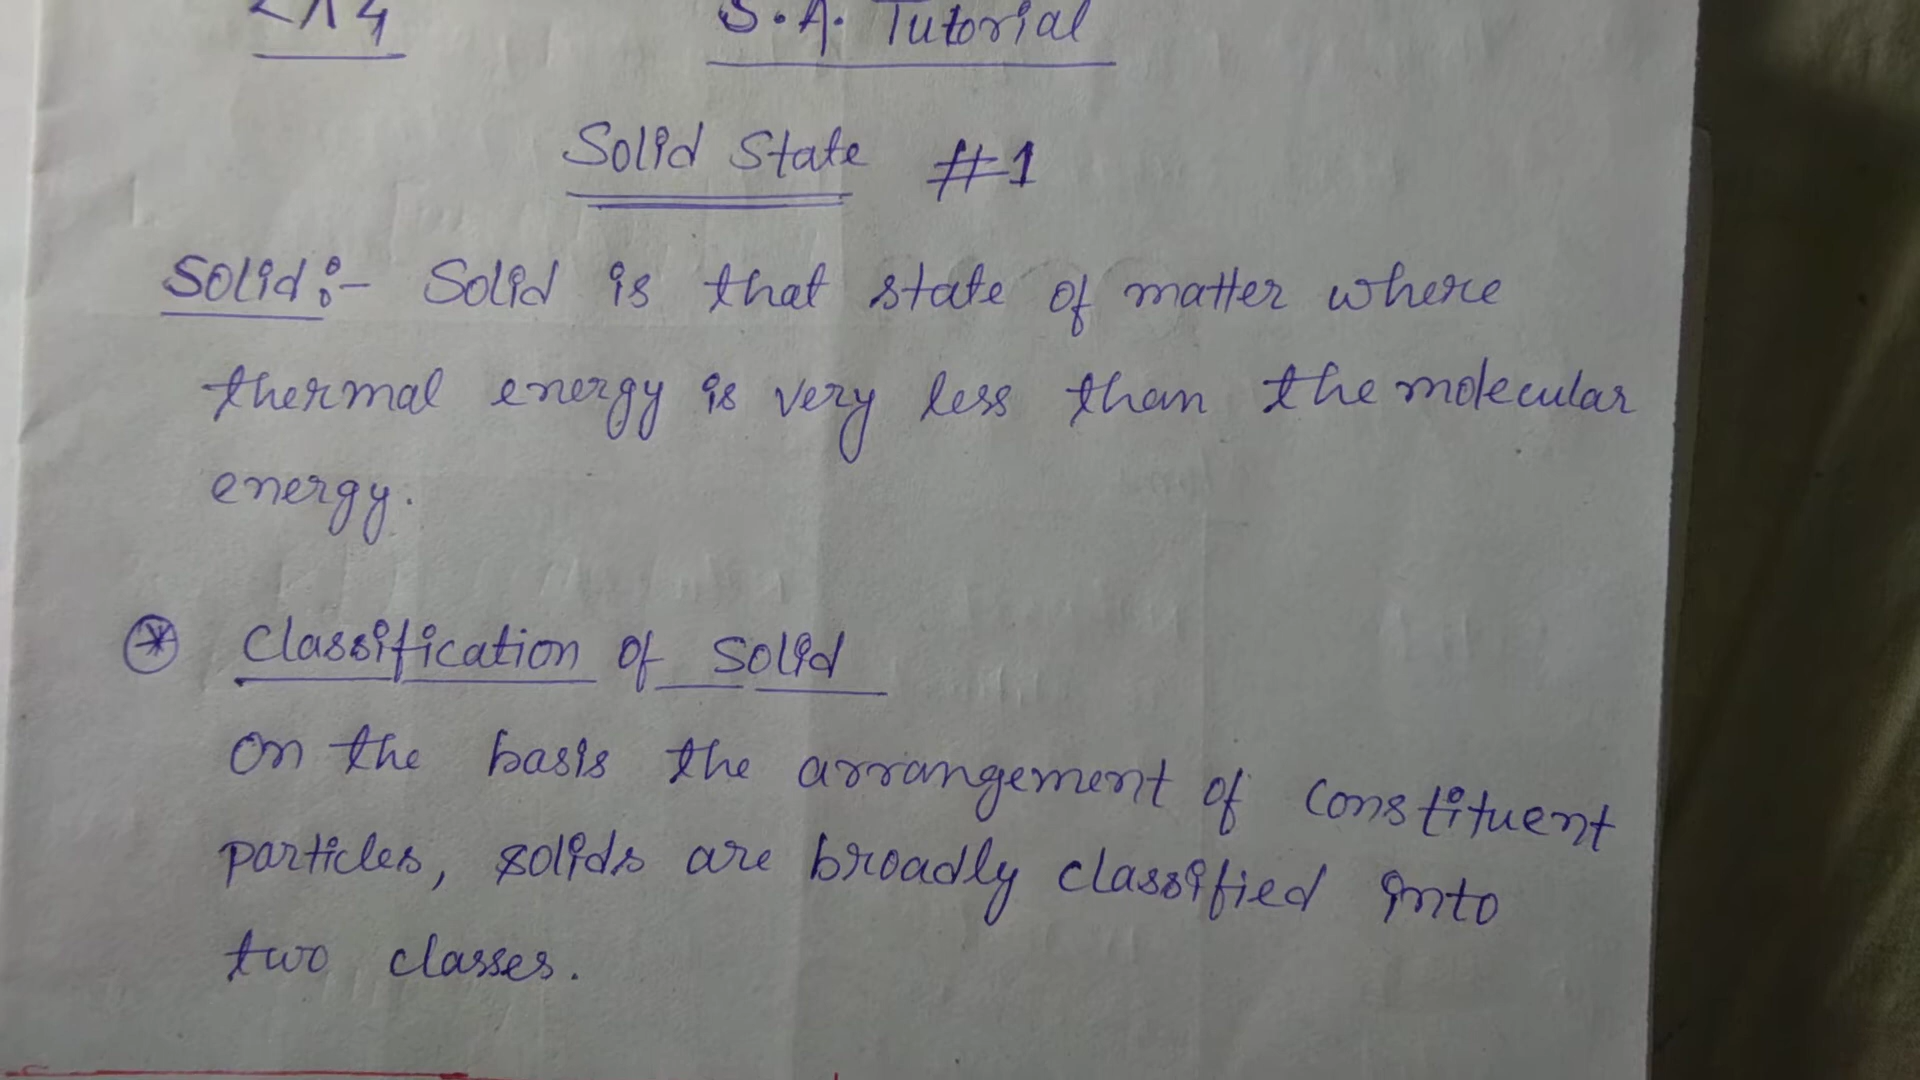 S.A. Tutorial
Solid State #1
Solid:- Solid is that state of matter where
thermal energy is very less than the molecular
energy.
Classification of Solid
On the basis the arrangement of constituent
particles, solids are broadly classified into
two classes.